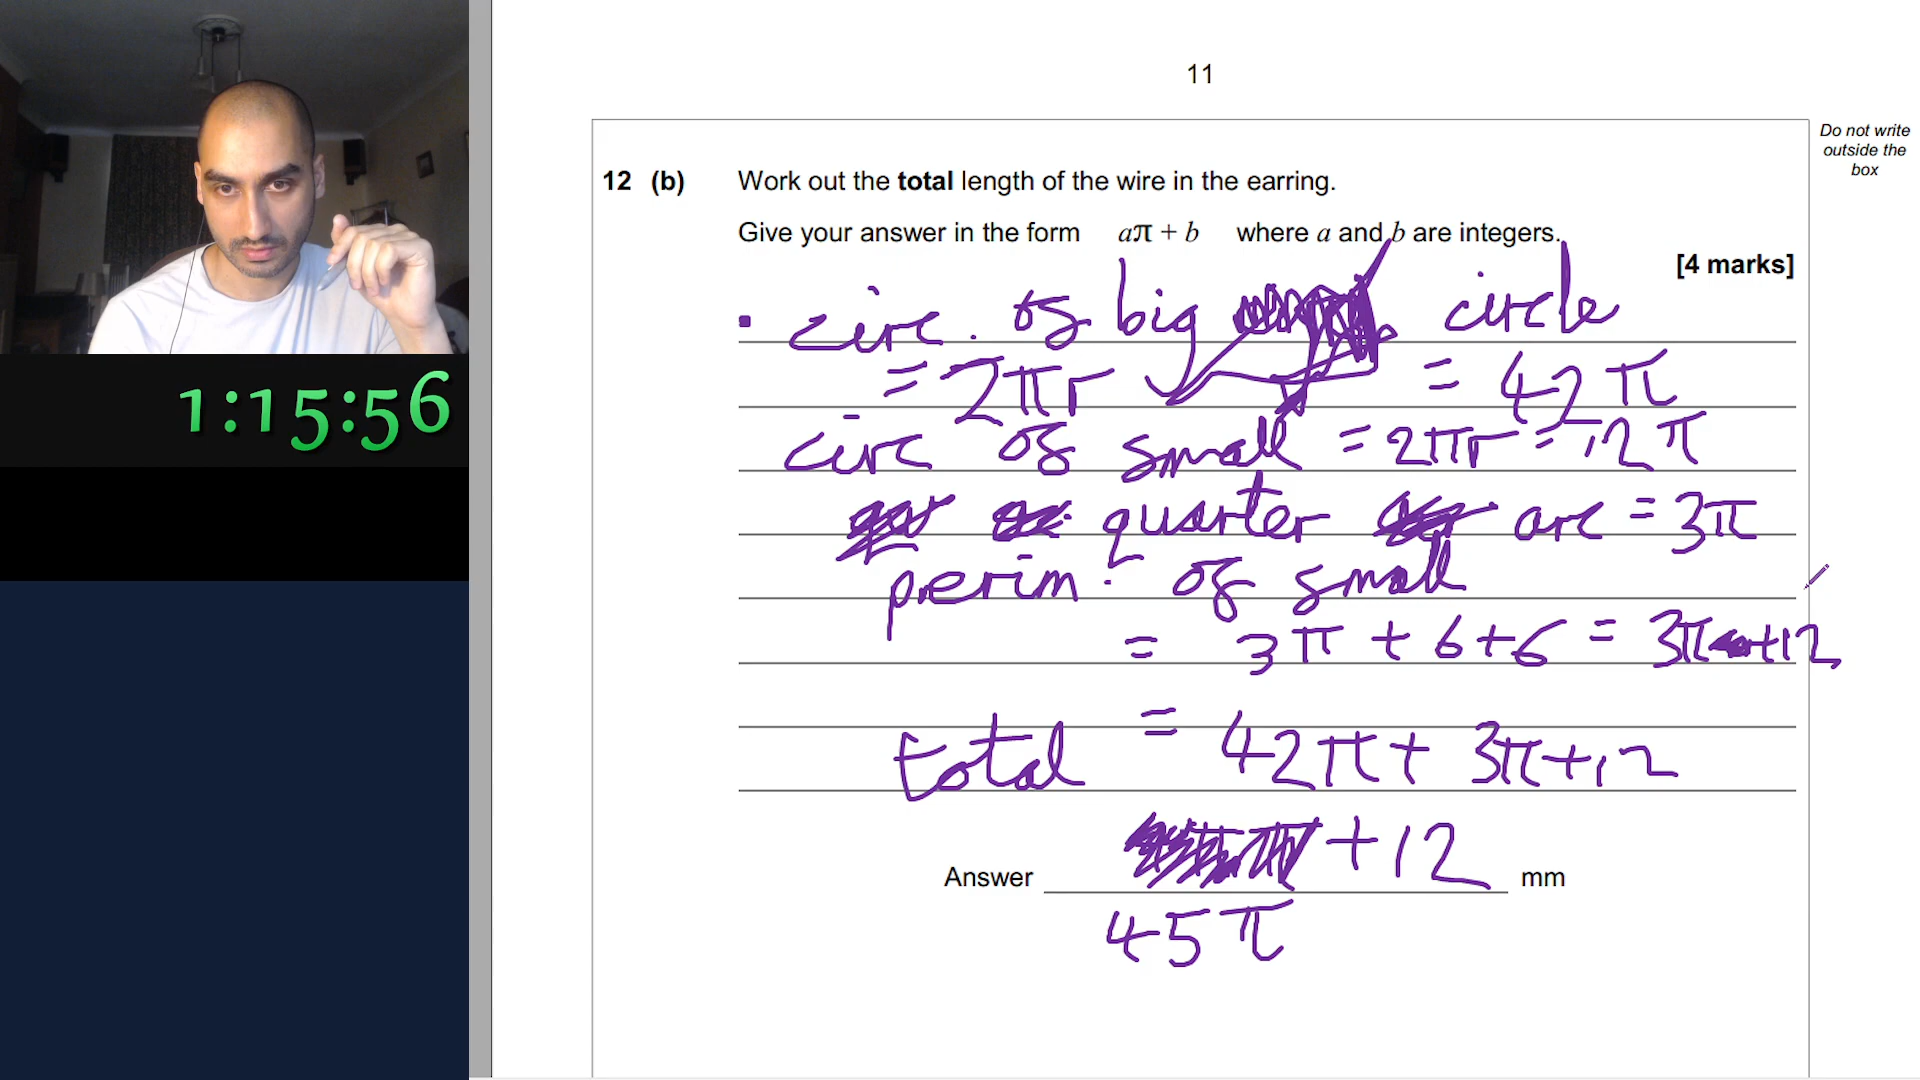 11
Do not write
outside the
box
12 (b) Work out the total length of the wire in the earring.
Give your answer in the form aπ + b where a and b are integers.
[4 marks]
circ. of big circle
= 2πr = 42π
circ of small = 2πr = 12π
quarter arc = 3π
perim. of small
= 3π + 6+6 = 3π +12
total = 42π + 3π+12
+12
Answer mm
45π
1:15:56